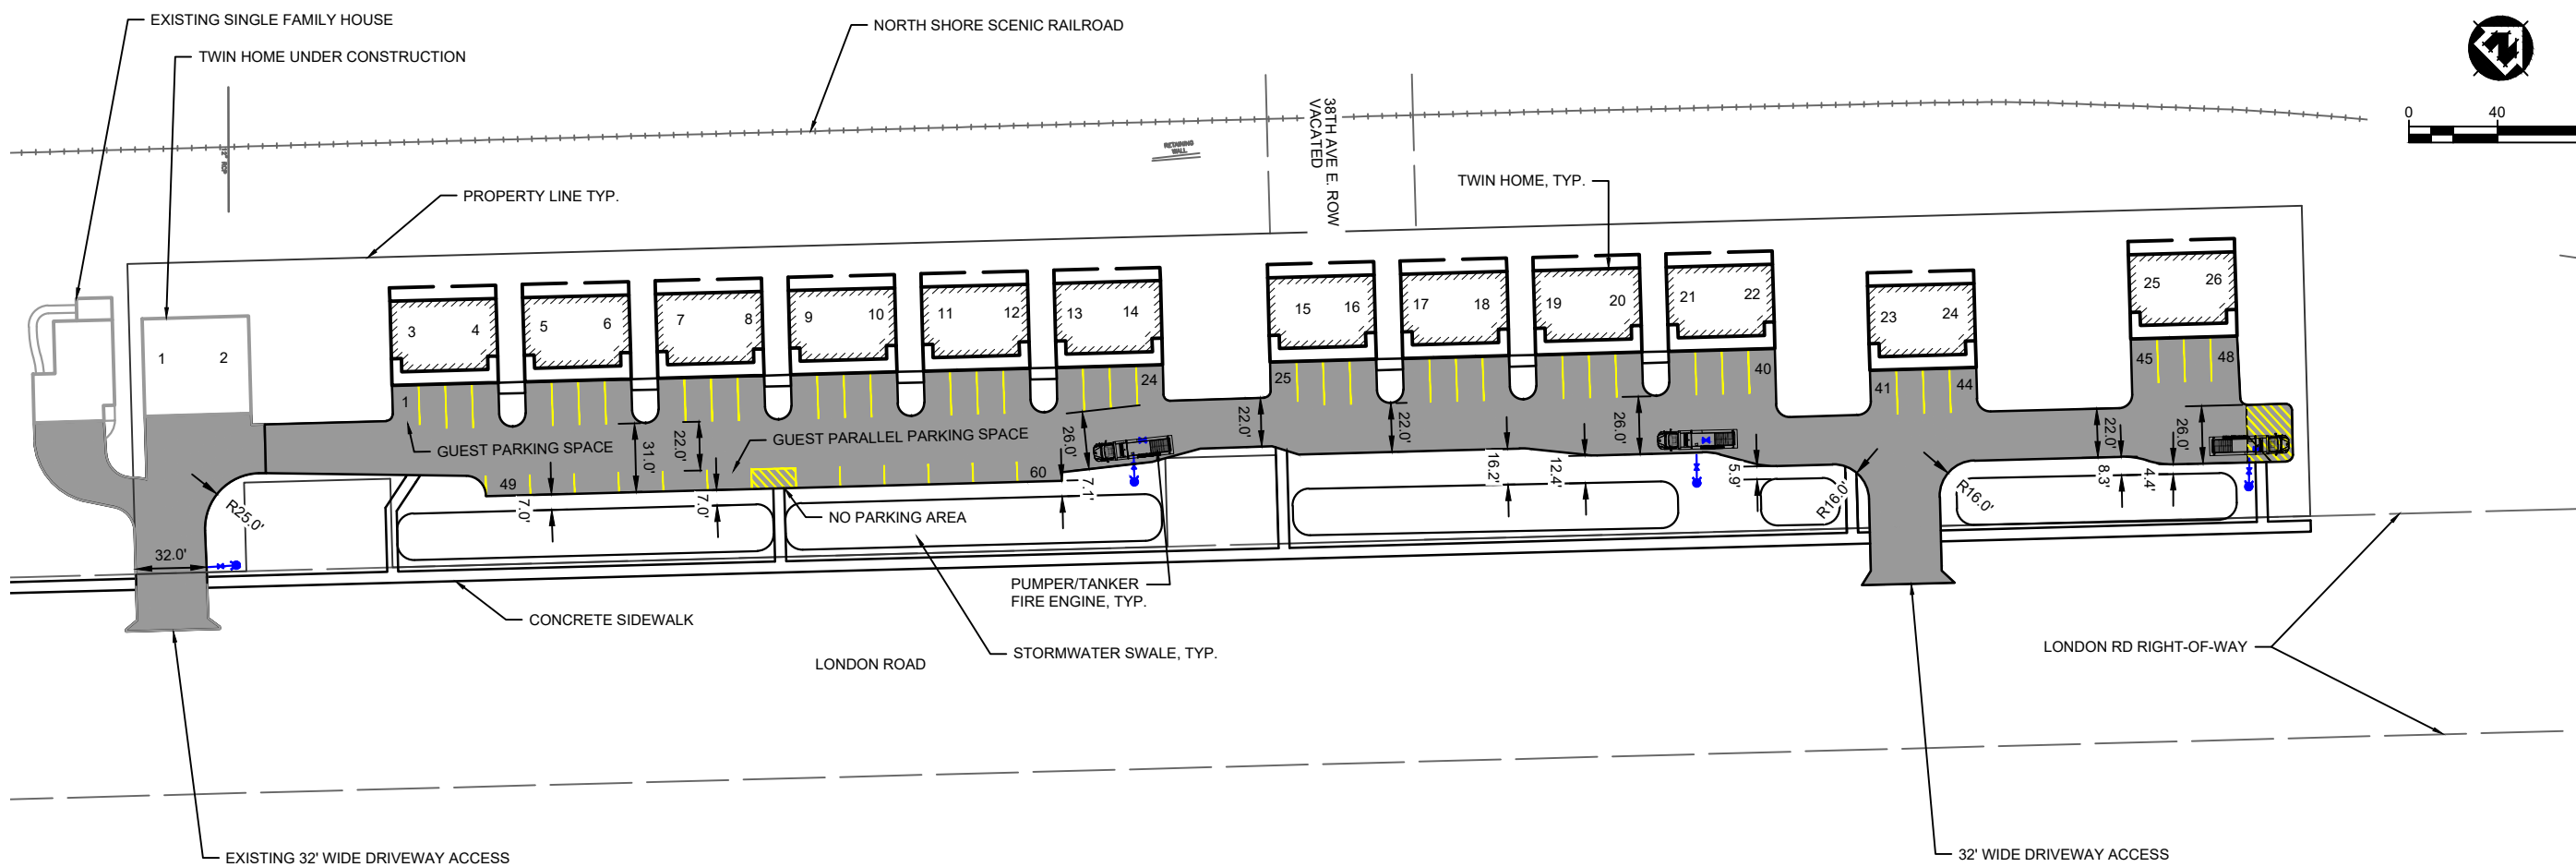 EXISTING SINGLE FAMILY HOUSE
TWIN HOME UNDER CONSTRUCTION
NORTH SHORE SCENIC RAILROAD
0 40
12" RCP
RETAINING
WALL
38TH AVE E. ROW
VACATED
PROPERTY LINE TYP.
TWIN HOME, TYP.
1 2
3 4
5 6
7 8
9 10
11 12
13 14
15 16
17 18
19 20
21 22
23 24
25 26
1
24
25
40
41 44
45 48
GUEST PARKING SPACE
31.0'
22.0'
GUEST PARALLEL PARKING SPACE
26.0'
22.0'
22.0'
26.0'
22.0'
26.0'
49
60
7.0'
7.0'
7.1'
16.2'
12.4'
5.9'
8.3'
4.4'
R25.0'
R16.0'
R16.0'
32.0'
NO PARKING AREA
PUMPER/TANKER
FIRE ENGINE, TYP.
CONCRETE SIDEWALK
STORMWATER SWALE, TYP.
LONDON ROAD
LONDON RD RIGHT-OF-WAY
EXISTING 32' WIDE DRIVEWAY ACCESS
32' WIDE DRIVEWAY ACCESS